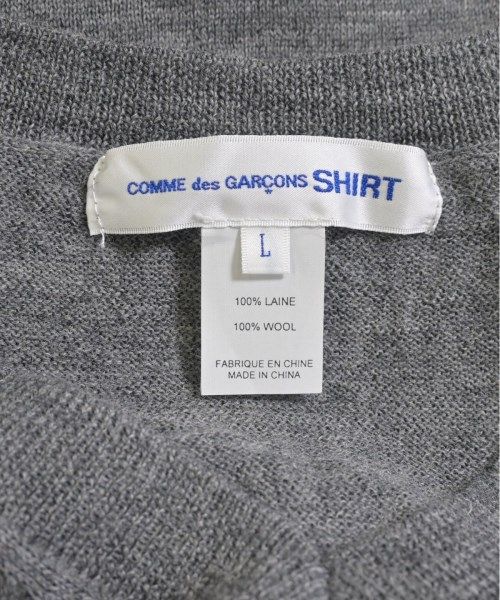 COMME des GARÇONS SHIRT
L
100% LAINE
100% WOOL
FABRIQUE EN CHINE
MADE IN CHINA